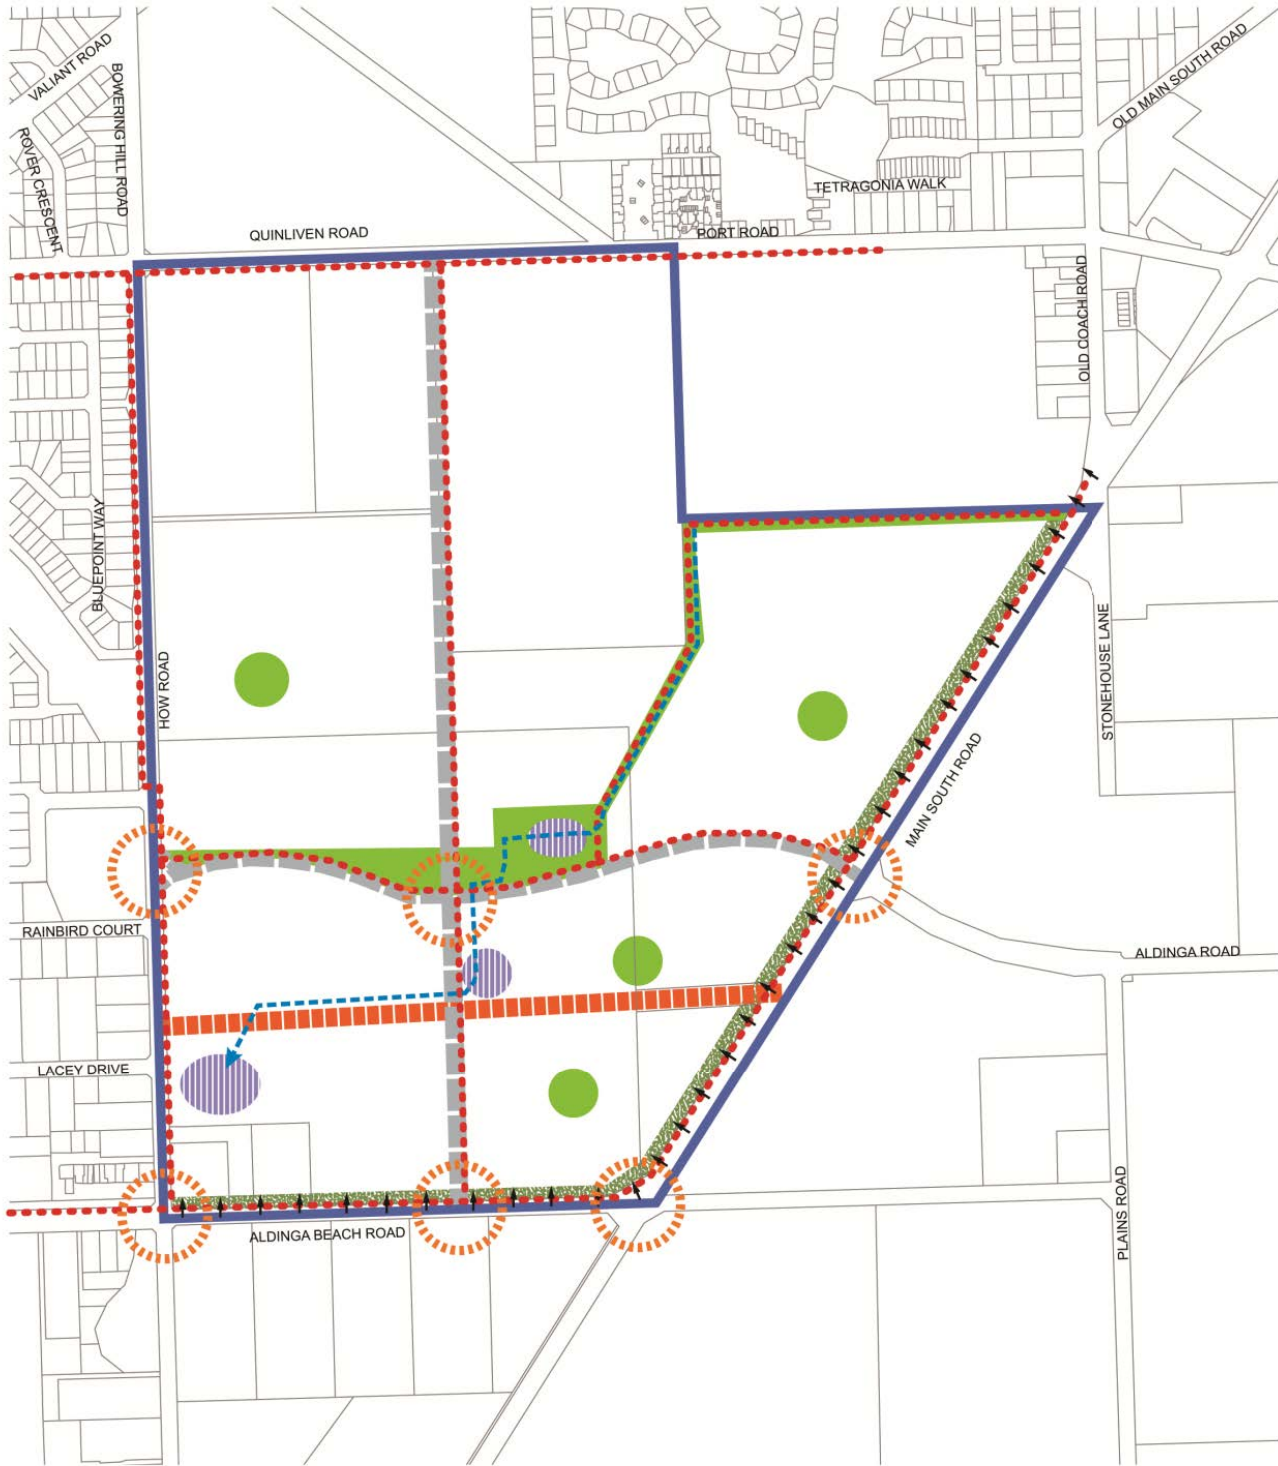 VALIANT ROAD
BOWERING HILL ROAD
OLD MAIN SOUTH ROAD
ROVER CRESCENT
TETRAGONIA WALK
QUINLIVEN ROAD
PORT ROAD
OLD COACH ROAD
BLUEPOINT WAY
HOW ROAD
STONEHOUSE LANE
MAIN SOUTH ROAD
RAINBIRD COURT
ALDINGA ROAD
LACEY DRIVE
PLAINS ROAD
ALDINGA BEACH ROAD